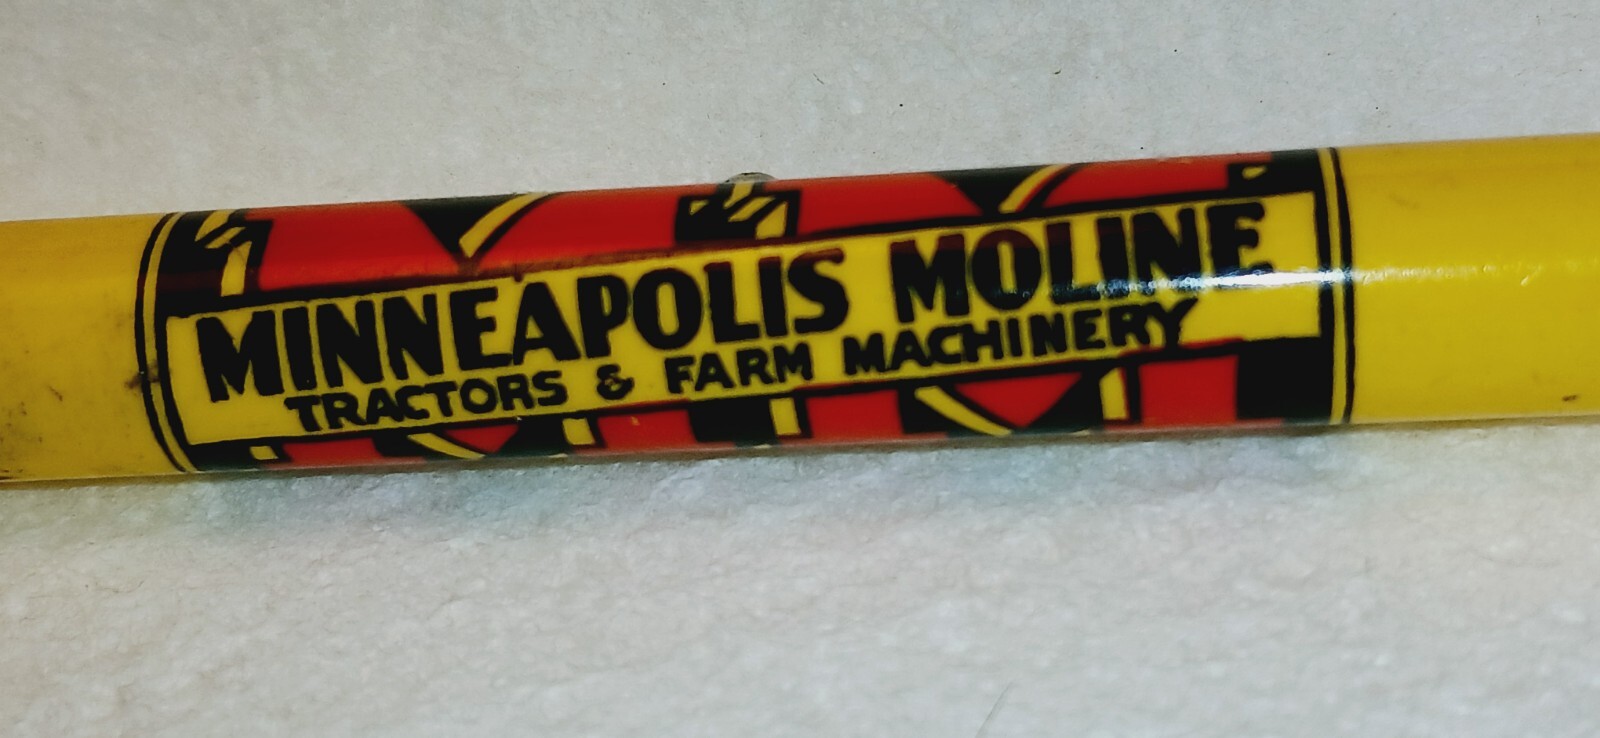 MINNEAPOLIS MOLINE
TRACTORS & FARM MACHINERY